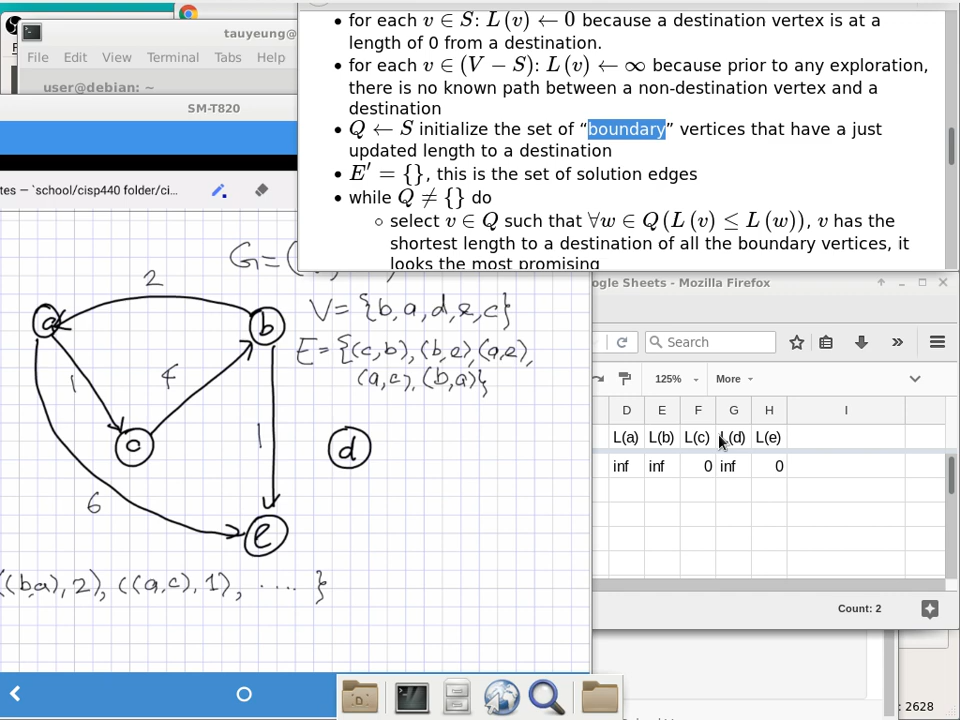 tauyeung@
File Edit View Terminal Tabs Help
user@debian: ~
SM-T820
tes — `school/cisp440 folder/ci...
• for each v ∈ S: L(v) ← 0 because a destination vertex is at a
length of 0 from a destination.
• for each v ∈ (V − S): L(v) ← ∞ because prior to any exploration,
there is no known path between a non-destination vertex and a
destination
• Q ← S initialize the set of “boundary” vertices that have a just
updated length to a destination
• E′ = {}, this is the set of solution edges
• while Q ≠ {} do
◦ select v ∈ Q such that ∀w ∈ Q(L(v) ≤ L(w)), v has the
shortest length to a destination of all the boundary vertices, it
looks the most promising
G=(
V={b,a,d,e,c}
E={(c,b),(b,e),(a,e),
(a,c),(b,a)}
2
a
b
1
4
1
c
d
6
e
((b,a),2), ((a,c),1), ..... }
ogle Sheets - Mozilla Firefox
Search
125% More
D E F G H I
L(a) L(b) L(c) L(d) L(e)
inf inf 0 inf 0
Count: 2
: 2628